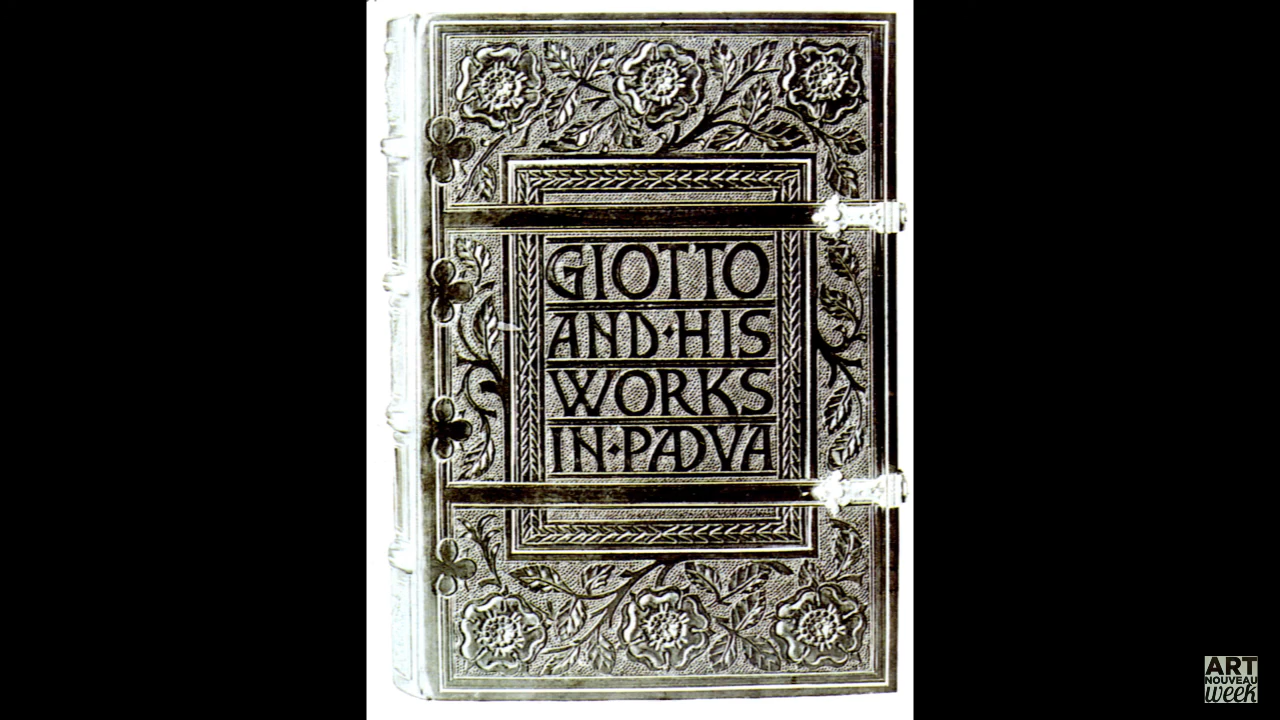 GIOTTO
AND·HIS
WORKS
IN·PADVA
ART
NOUVEAU
week